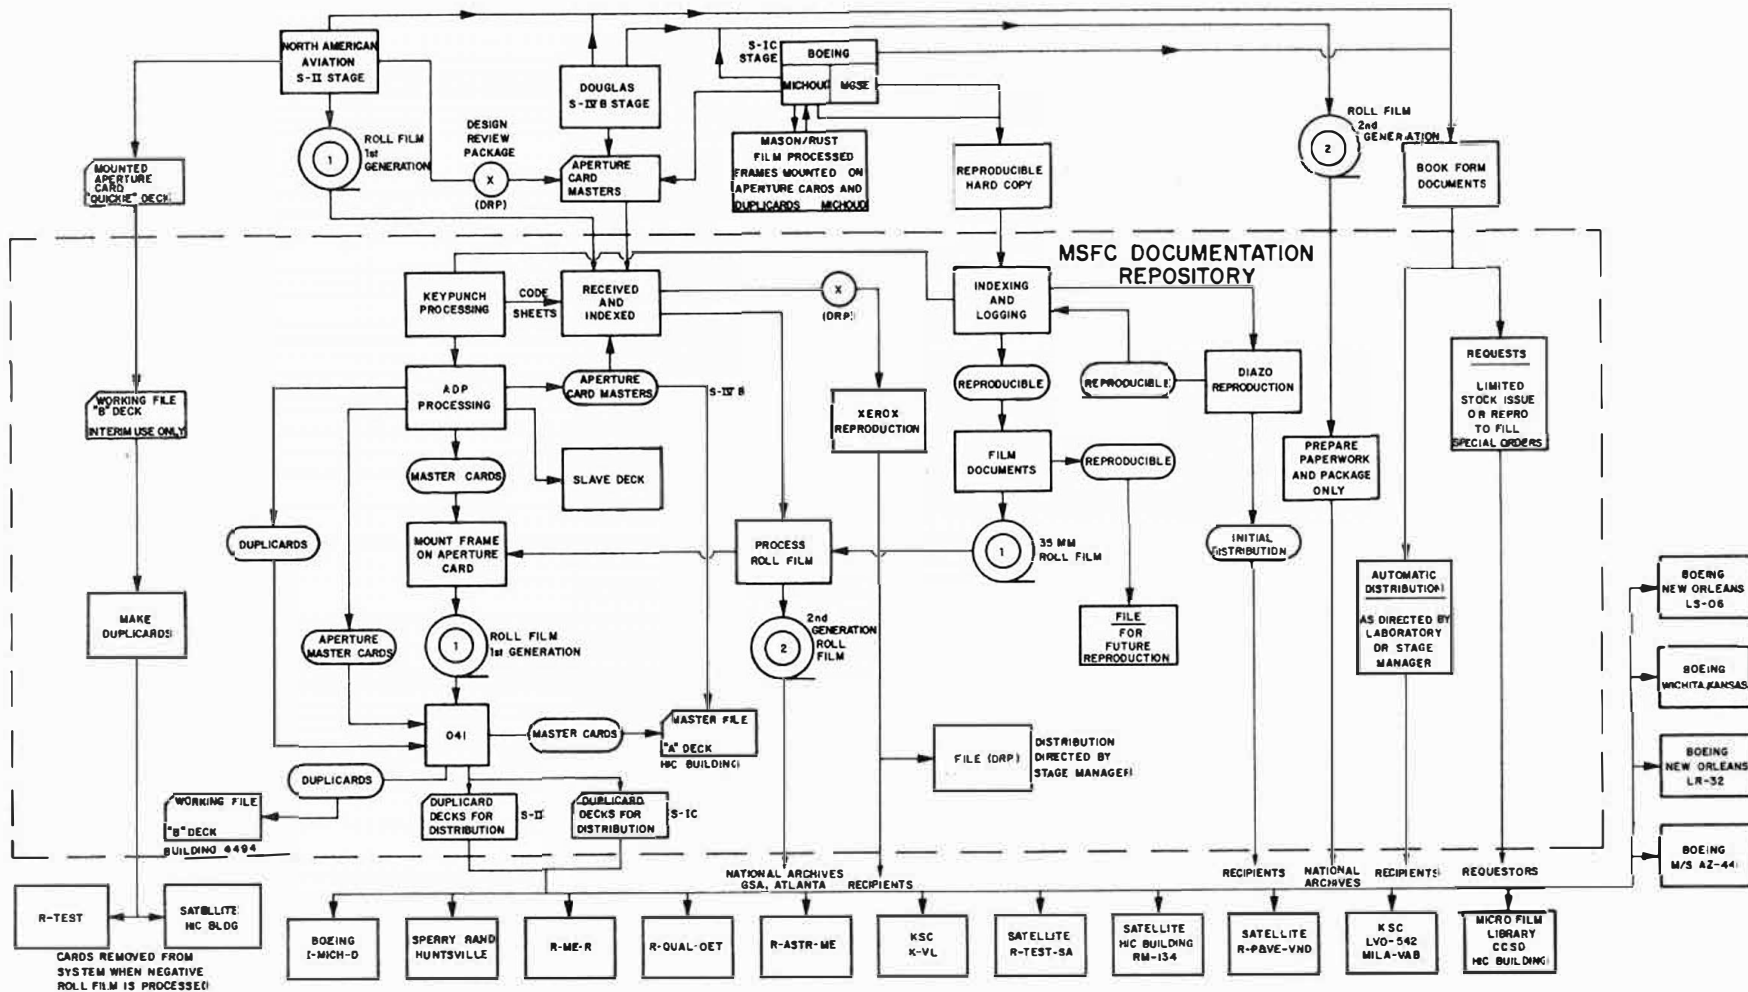 NORTH AMERICAN
AVIATION
S-II STAGE
DOUGLAS
S-IVB STAGE
S-IC
STAGE
BOEING
MICHOUD
MGSE
ROLL FILM
1st
GENERATION
1
DESIGN
REVIEW
PACKAGE
X
(DRP)
APERTURE
CARD
MASTERS
MASON/RUST
FILM PROCESSED
FRAMES MOUNTED ON
APERTURE CARDS AND
DUPLICARDS MICHOUD
REPRODUCIBLE
HARD COPY
ROLL FILM
2nd
GENERATION
2
BOOK FORM
DOCUMENTS
MOUNTED
APERTURE
CARD
"QUICKIE" DECK
MSFC DOCUMENTATION
REPOSITORY
KEYPUNCH
PROCESSING
CODE
SHEETS
RECEIVED
AND
INDEXED
X
(DRP)
INDEXING
AND
LOGGING
REPRODUCIBLE
REPRODUCIBLE
DIAZO
REPRODUCTION
REQUESTS
LIMITED
STOCK ISSUE
OR REPRO
TO FILL
SPECIAL ORDERS
WORKING FILE
"B" DECK
INTERIM USE ONLY
ADP
PROCESSING
APERTURE
CARD MASTERS
S-IVB
XEROX
REPRODUCTION
MASTER CARDS
SLAVE DECK
FILM
DOCUMENTS
REPRODUCIBLE
PREPARE
PAPERWORK
AND PACKAGE
ONLY
DUPLICARDS
MOUNT FRAME
ON APERTURE
CARD
PROCESS
ROLL FILM
1
35 MM
ROLL FILM
INITIAL
DISTRIBUTION
AUTOMATIC
DISTRIBUTION
AS DIRECTED BY
LABORATORY
OR STAGE
MANAGER
BOEING
NEW ORLEANS
LS-06
MAKE
DUPLICARDS
APERTURE
MASTER CARDS
1
ROLL FILM
1st GENERATION
2
2nd
GENERATION
ROLL
FILM
FILE
FOR
FUTURE
REPRODUCTION
BOEING
WICHITA, KANSAS
041
MASTER CARDS
MASTER FILE
"A" DECK
HIC BUILDING
FILE (DRP)
DISTRIBUTION
DIRECTED BY
STAGE MANAGER
BOEING
NEW ORLEANS
LR-32
DUPLICARDS
WORKING FILE
"B" DECK
BUILDING 4494
DUPLICARD
DECKS FOR
DISTRIBUTION
S-II
DUPLICARD
DECKS FOR
DISTRIBUTION
S-IC
BOEING
M/S AZ-44
NATIONAL ARCHIVES
GSA, ATLANTA
RECIPIENTS
RECIPIENTS
NATIONAL
ARCHIVES
RECIPIENTS
REQUESTORS
R-TEST
SATELLITE
HIC BLDG
CARDS REMOVED FROM
SYSTEM WHEN NEGATIVE
ROLL FILM IS PROCESSED
BOEING
I-MICH-D
SPERRY RAND
HUNTSVILLE
R-ME-R
R-QUAL-OET
R-ASTR-ME
KSC
X-VL
SATELLITE
R-TEST-SA
SATELLITE
HIC BUILDING
RM-134
SATELLITE
R-P&VE-VND
KSC
LVO-542
MILA-VAB
MICRO FILM
LIBRARY
CCSD
HIC BUILDING